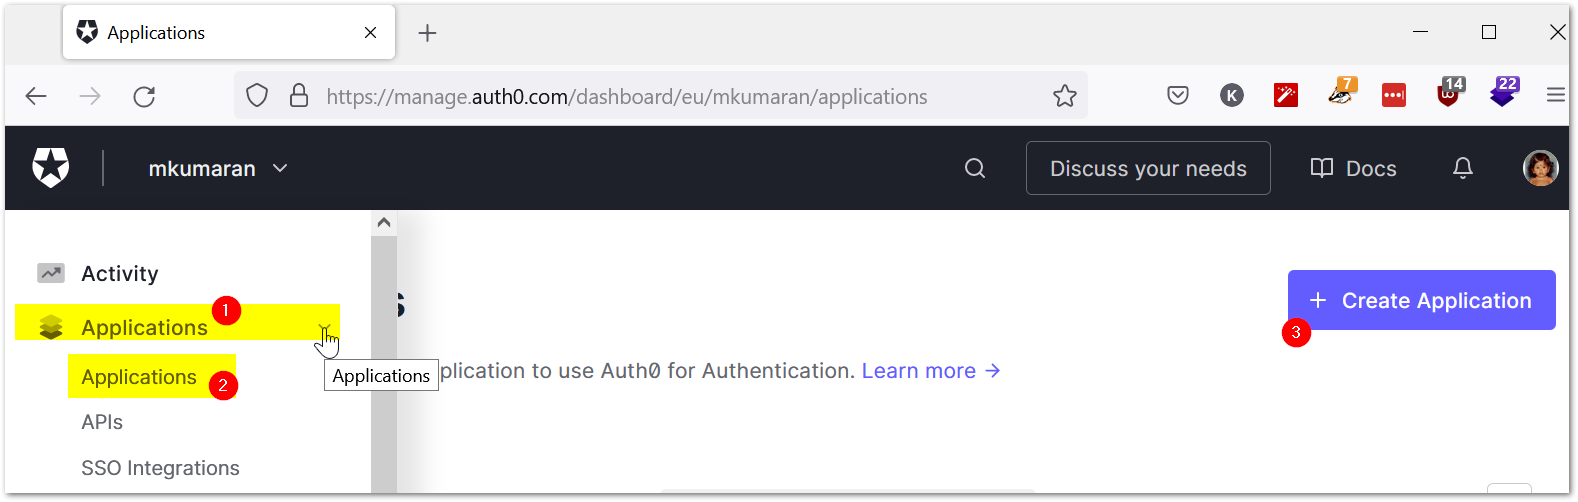 Applications
https://manage.auth0.com/dashboard/eu/mkumaran/applications
K
7
14
22
mkumaran
Discuss your needs
Docs
Activity
Applications 1
s
+ Create Application
3
Applications 2
Applications
plication to use Auth0 for Authentication. Learn more →
APIs
SSO Integrations